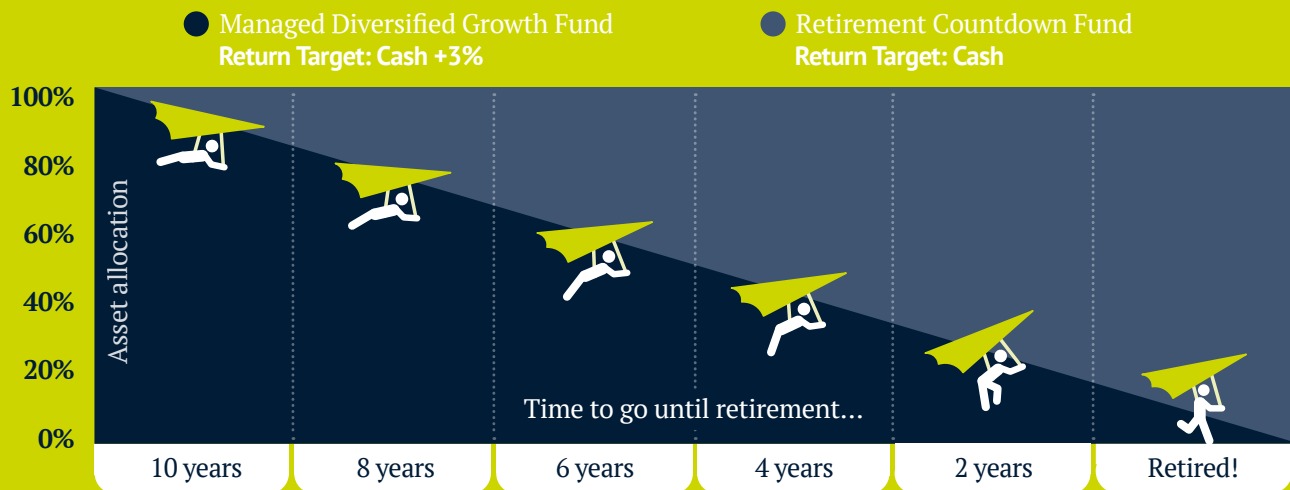 Managed Diversified Growth Fund
Return Target: Cash +3%
Retirement Countdown Fund
Return Target: Cash
100%
80%
60%
40%
20%
0%
Asset allocation
Time to go until retirement...
10 years
8 years
6 years
4 years
2 years
Retired!